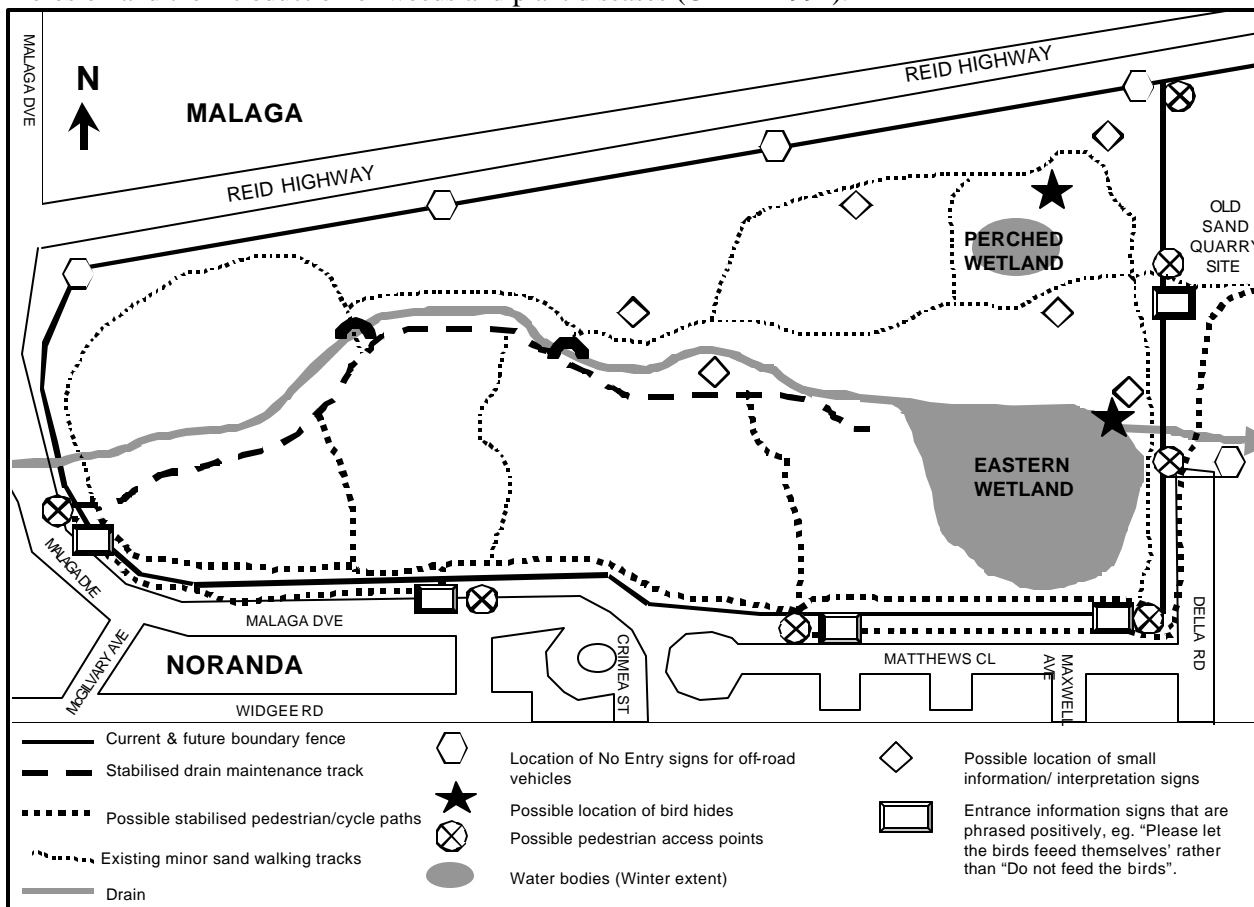 MALAGA DVE
N
MALAGA
REID HIGHWAY
REID HIGHWAY
OLD
SAND
QUARRY
SITE
PERCHED
WETLAND
EASTERN
WETLAND
MALAGA DVE
MALAGA DVE
McGILVARY AVE
NORANDA
WIDGEE RD
CRIMEA ST
MATTHEWS CL
MAXWELL
AVE
DELLA RD
Current & future boundary fence
Stabilised drain maintenance track
Possible stabilised pedestrian/cycle paths
Existing minor sand walking tracks
Drain
Location of No Entry signs for off-road
vehicles
Possible location of bird hides
Possible pedestrian access points
Water bodies (Winter extent)
Possible location of small
information/ interpretation signs
Entrance information signs that are
phrased positively, eg. “Please let
the birds feeed themselves’ rather
than “Do not feed the birds”.